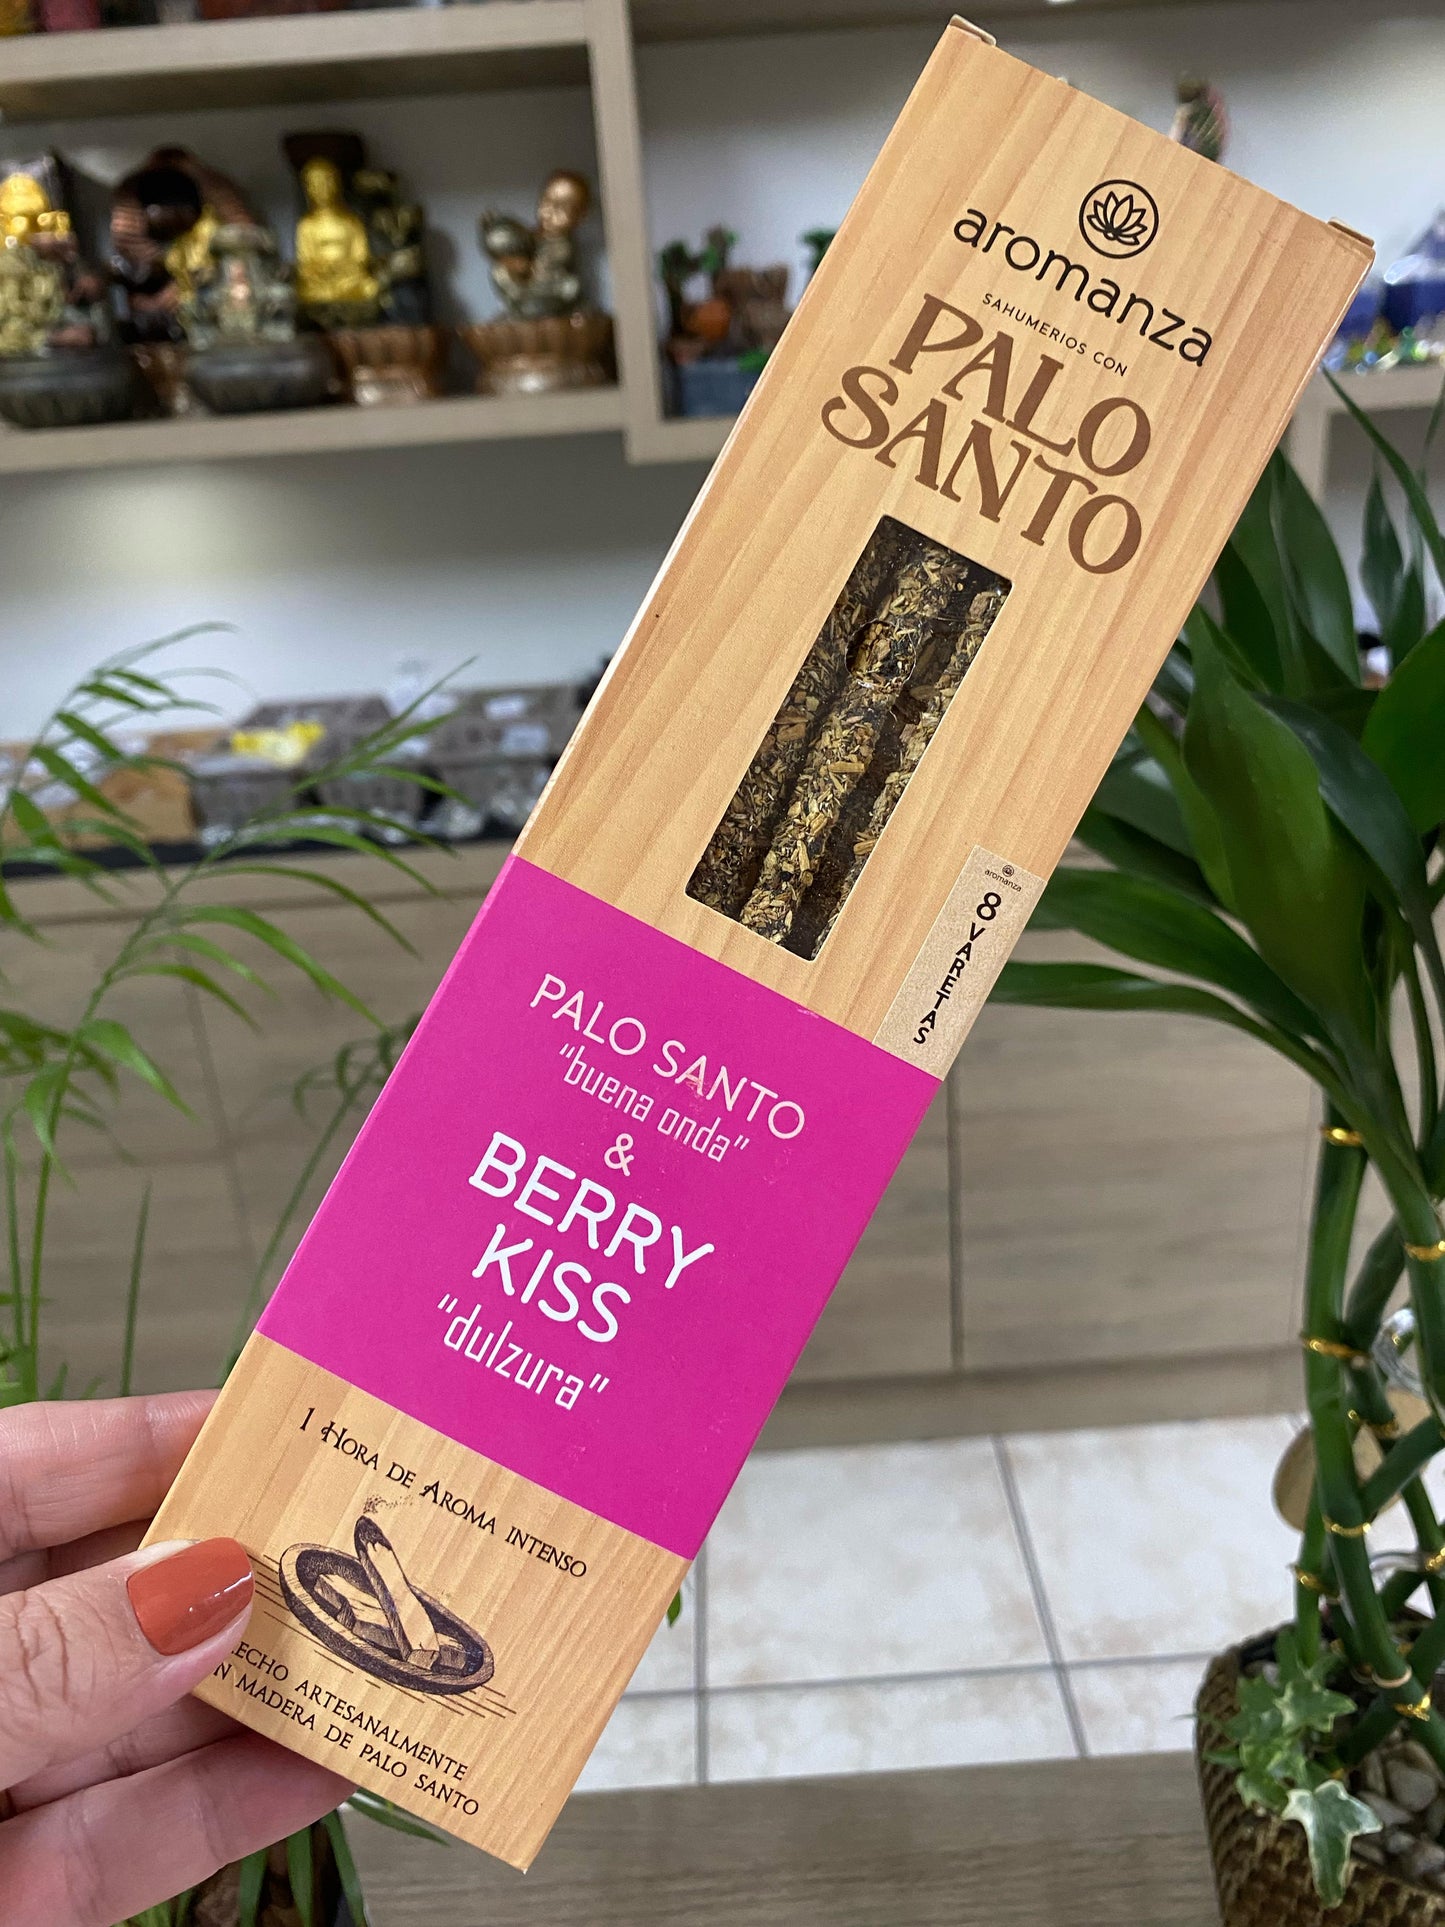 aromanza
SAHUMERIOS CON
PALO
SANTO
aromanza
8 VARETAS
PALO SANTO
"buena onda"
&
BERRY
KISS
"dulzura"
1 HORA DE AROMA INTENSO
HECHO ARTESANALMENTE
MADERA DE PALO SANTO